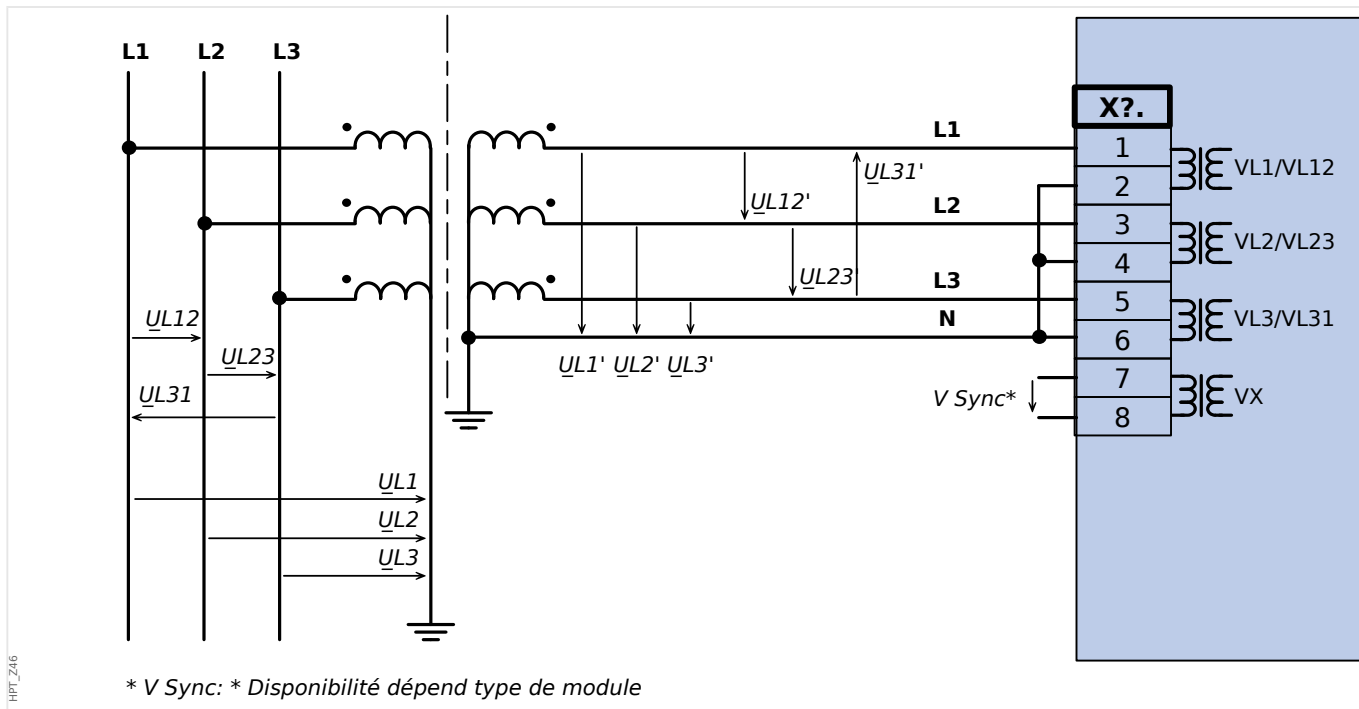 L1 L2 L3
X?.
L1
1
VL1/VL12
UL31'
2
UL12'
L2
3
VL2/VL23
4
UL23'
L3
5
VL3/VL31
UL12
N
6
UL23
UL1' UL2' UL3'
7
UL31
V Sync*
VX
8
UL1
UL2
UL3
HPT_Z46
* V Sync: * Disponibilité dépend type de module